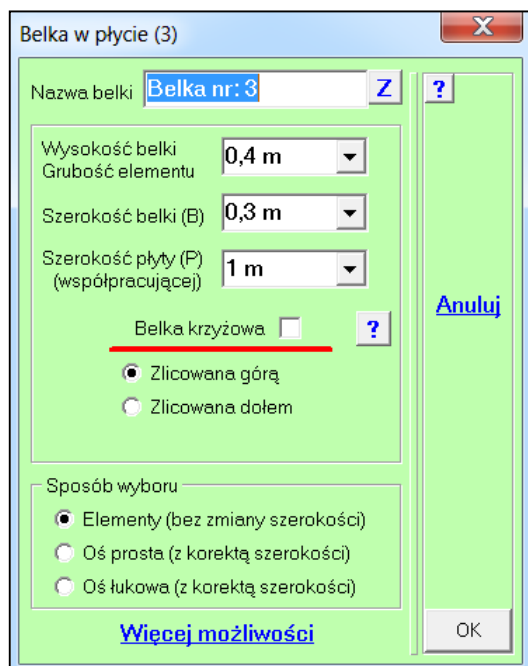 Belka w płycie (3)
Nazwa belki Belka nr: 3 Z ?
Wysokość belki
Grubość elementu 0,4 m
Szerokość belki (B) 0,3 m
Szerokość płyty (P)
(współpracującej) 1 m
Anuluj
Belka krzyżowa ?
Zlicowana górą
Zlicowana dołem
Sposób wyboru
Elementy (bez zmiany szerokości)
Oś prosta (z korektą szerokości)
Oś łukowa (z korektą szerokości)
Więcej możliwości
OK